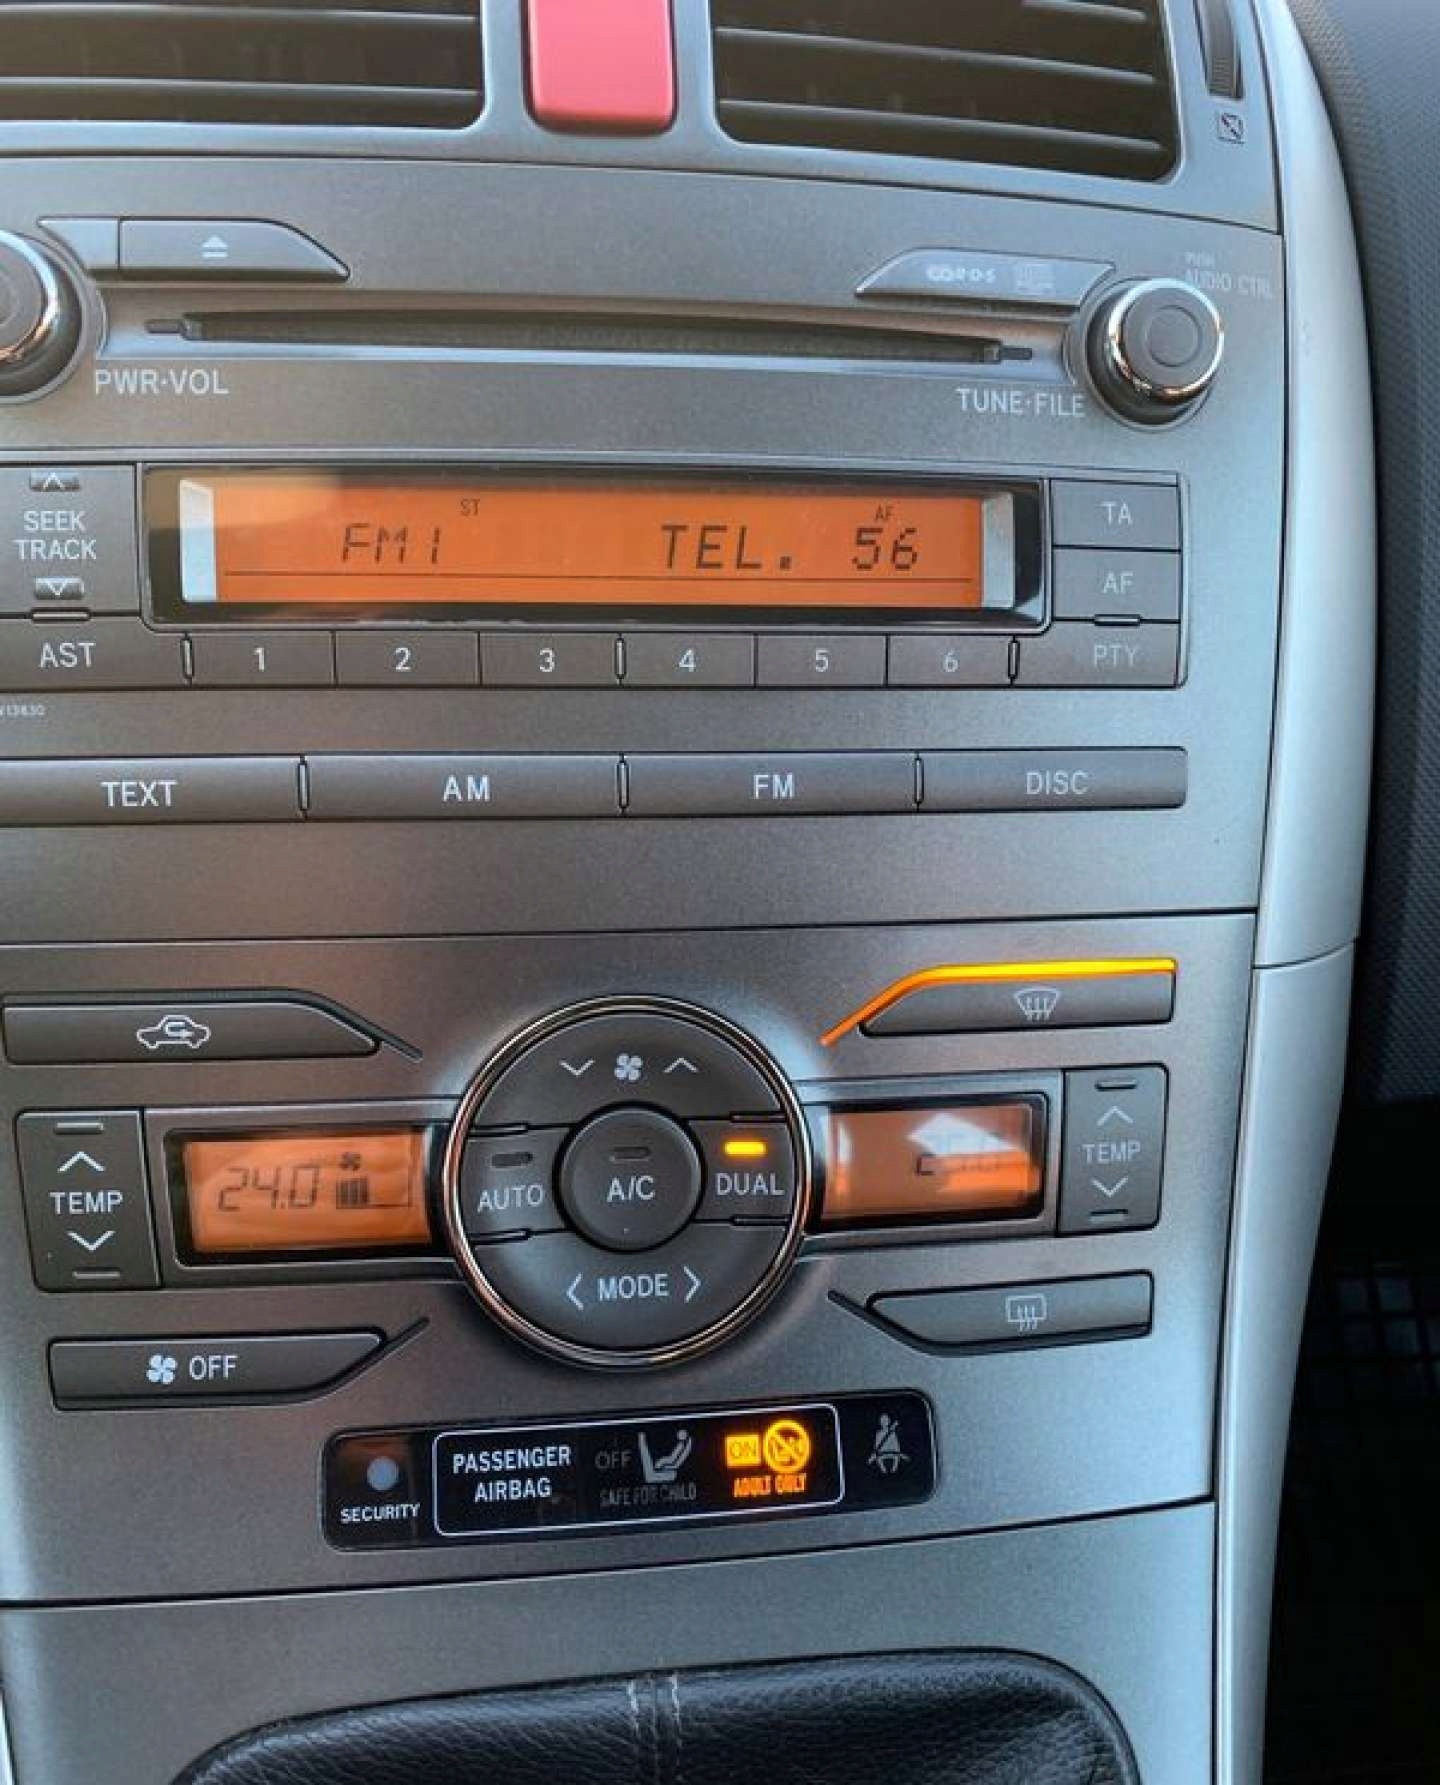 PUSH
AUDIO CTRL
PWR·VOL
TUNE·FILE
SEEK
TRACK
ST
AF
FM1 TEL. 56
TA
AF
AST 1 2 3 4 5 6 PTY
TEXT AM FM DISC
24.0
TEMP
AUTO A/C DUAL
TEMP
MODE
OFF
PASSENGER
AIRBAG
OFF
SAFE FOR CHILD
ON
ADULT ONLY
SECURITY